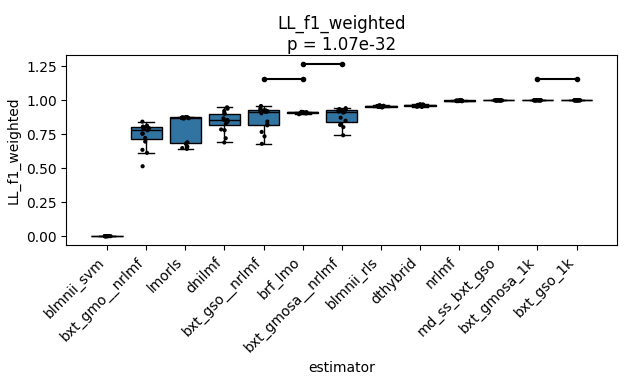 LL_f1_weighted
p = 1.07e-32
LL_f1_weighted
1.25
1.00
0.75
0.50
0.25
0.00
blmnii_svm
bxt_gmo__nrlmf
lmorls
dnilmf
bxt_gso__nrlmf
brf_lmo
bxt_gmosa__nrlmf
blmnii_rls
dthybrid
nrlmf
md_ss_bxt_gso
bxt_gmosa_1k
bxt_gso_1k
estimator